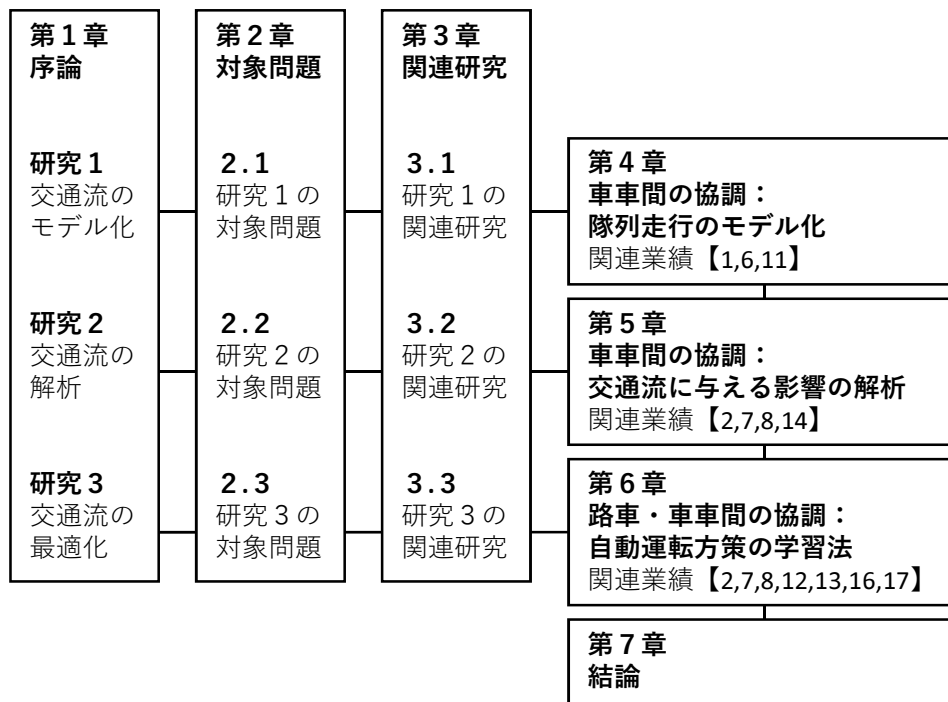 第１章
序論
研究１
交通流の
モデル化
研究２
交通流の
解析
研究３
交通流の
最適化
第２章
対象問題
２.１
研究１の
対象問題
２.２
研究２の
対象問題
２.３
研究３の
対象問題
第３章
関連研究
３.１
研究１の
関連研究
３.２
研究２の
関連研究
３.３
研究３の
関連研究
第４章
車車間の協調：
隊列走行のモデル化
関連業績【1,6,11】
第５章
車車間の協調：
交通流に与える影響の解析
関連業績【2,7,8,14】
第６章
路車・車車間の協調：
自動運転方策の学習法
関連業績【2,7,8,12,13,16,17】
第７章
結論